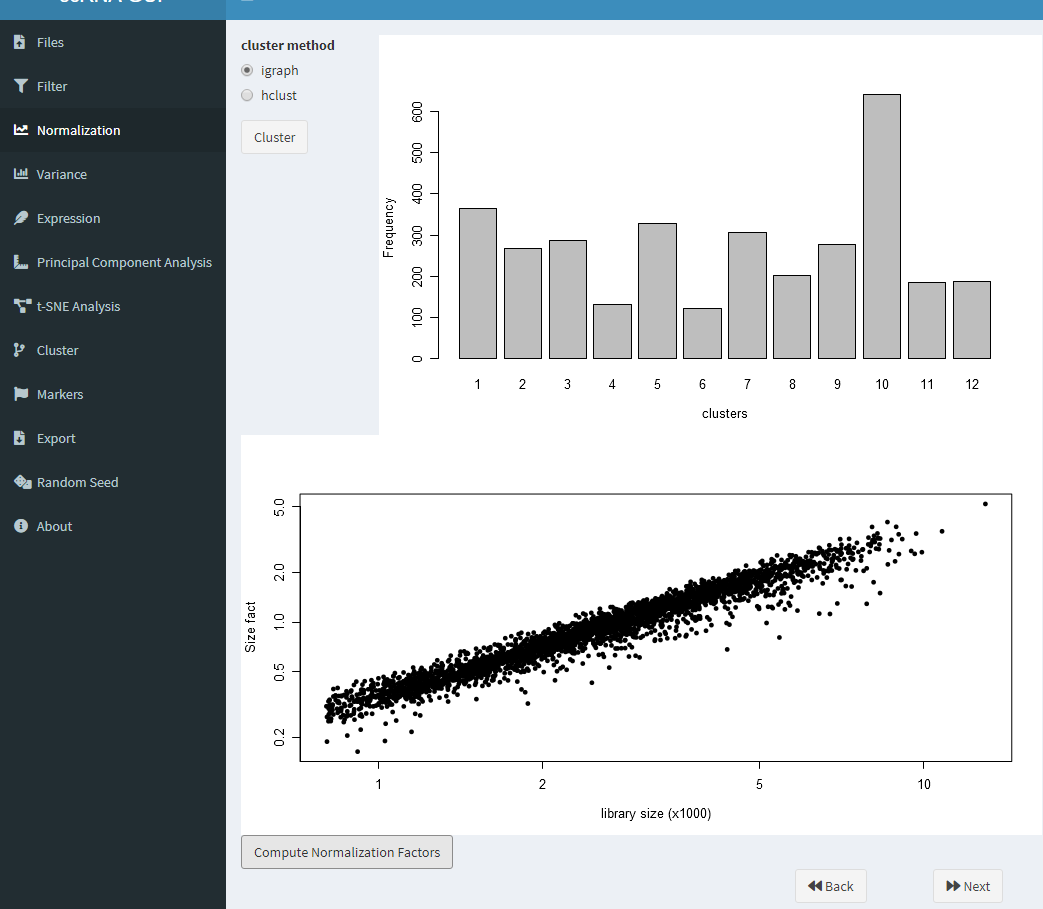 Files
Filter
Normalization
Variance
Expression
Principal Component Analysis
t-SNE Analysis
Cluster
Markers
Export
Random Seed
About
cluster method
igraph
hclust
Cluster
Frequency
0 100 200 300 400 500 600
1 2 3 4 5 6 7 8 9 10 11 12
clusters
Size fact
0.2 0.5 1.0 2.0 5.0
1 2 5 10
library size (x1000)
Compute Normalization Factors
Back
Next